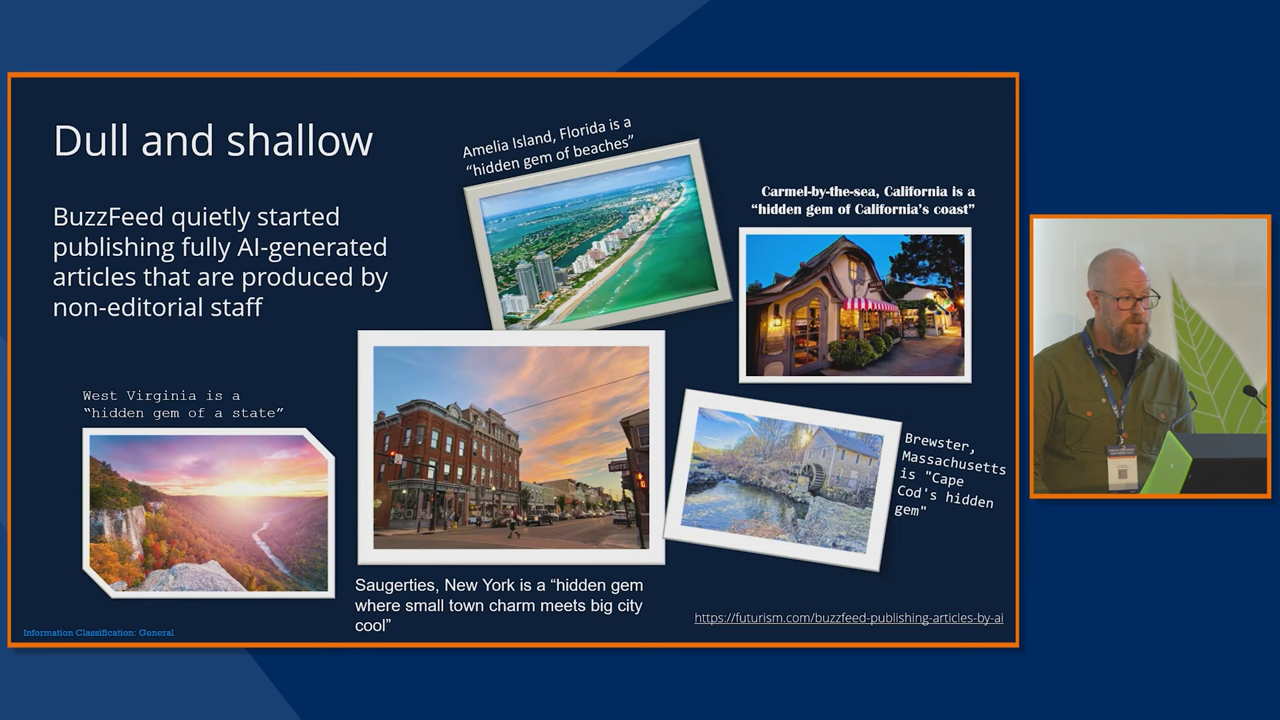 Dull and shallow
BuzzFeed quietly started
publishing fully AI-generated
articles that are produced by
non-editorial staff
Amelia Island, Florida is a
“hidden gem of beaches”
Carmel-by-the-sea, California is a
“hidden gem of California’s coast”
West Virginia is a
“hidden gem of a state”
Saugerties, New York is a “hidden gem
where small town charm meets big city
cool”
Brewster,
Massachusetts
is "Cape
Cod's hidden
gem"
https://futurism.com/buzzfeed-publishing-articles-by-ai
Information Classification: General